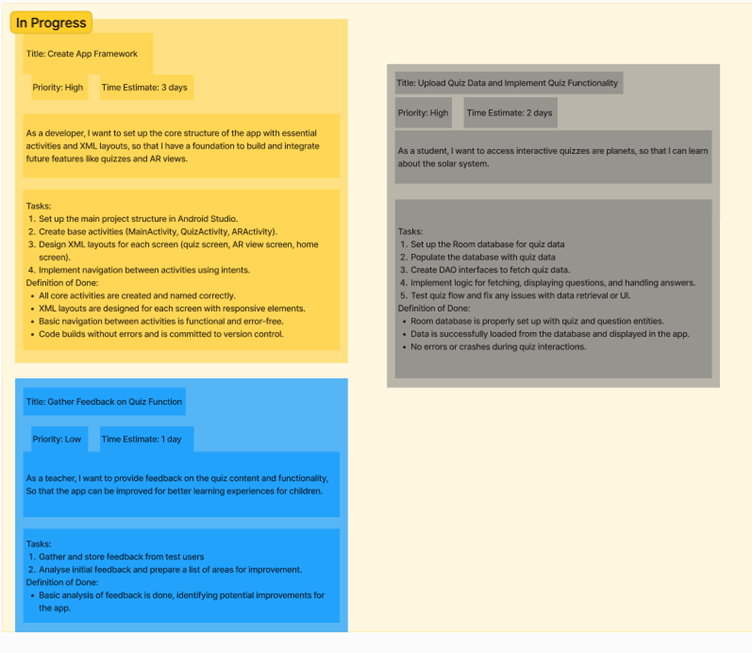 In Progress
Title: Create App Framework
Priority: High
Time Estimate: 3 days
As a developer, I want to set up the core structure of the app with essential
activities and XML layouts, so that I have a foundation to build and integrate
future features like quizzes and AR views.
Tasks:
1. Set up the main project structure in Android Studio.
2. Create base activities (MainActivity, QuizActivity, ARActivity).
3. Design XML layouts for each screen (quiz screen, AR view screen, home
screen).
4. Implement navigation between activities using intents.
Definition of Done:
• All core activities are created and named correctly.
• XML layouts are designed for each screen with responsive elements.
• Basic navigation between activities is functional and error-free.
• Code builds without errors and is committed to version control.
Title: Gather Feedback on Quiz Function
Priority: Low
Time Estimate: 1 day
As a teacher, I want to provide feedback on the quiz content and functionality,
So that the app can be improved for better learning experiences for children.
Tasks:
1. Gather and store feedback from test users
2. Analyse initial feedback and prepare a list of areas for improvement.
Definition of Done:
• Basic analysis of feedback is done, identifying potential improvements for
the app.
Title: Upload Quiz Data and Implement Quiz Functionality
Priority: High
Time Estimate: 2 days
As a student, I want to access interactive quizzes are planets, so that I can learn
about the solar system.
Tasks:
1. Set up the Room database for quiz data
2. Populate the database with quiz data
3. Create DAO interfaces to fetch quiz data.
4. Implement logic for fetching, displaying questions, and handling answers.
5. Test quiz flow and fix any issues with data retrieval or UI.
Definition of Done:
• Room database is properly set up with quiz and question entities.
• Data is successfully loaded from the database and displayed in the app.
• No errors or crashes during quiz interactions.